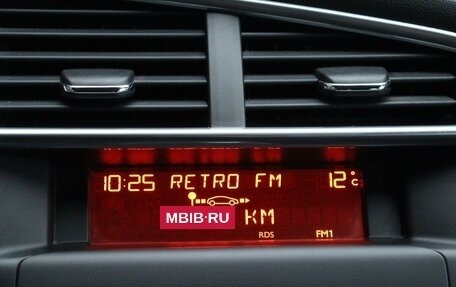 10:25 RETRO FM 12°C
MBIB·RU KM
RDS FM1